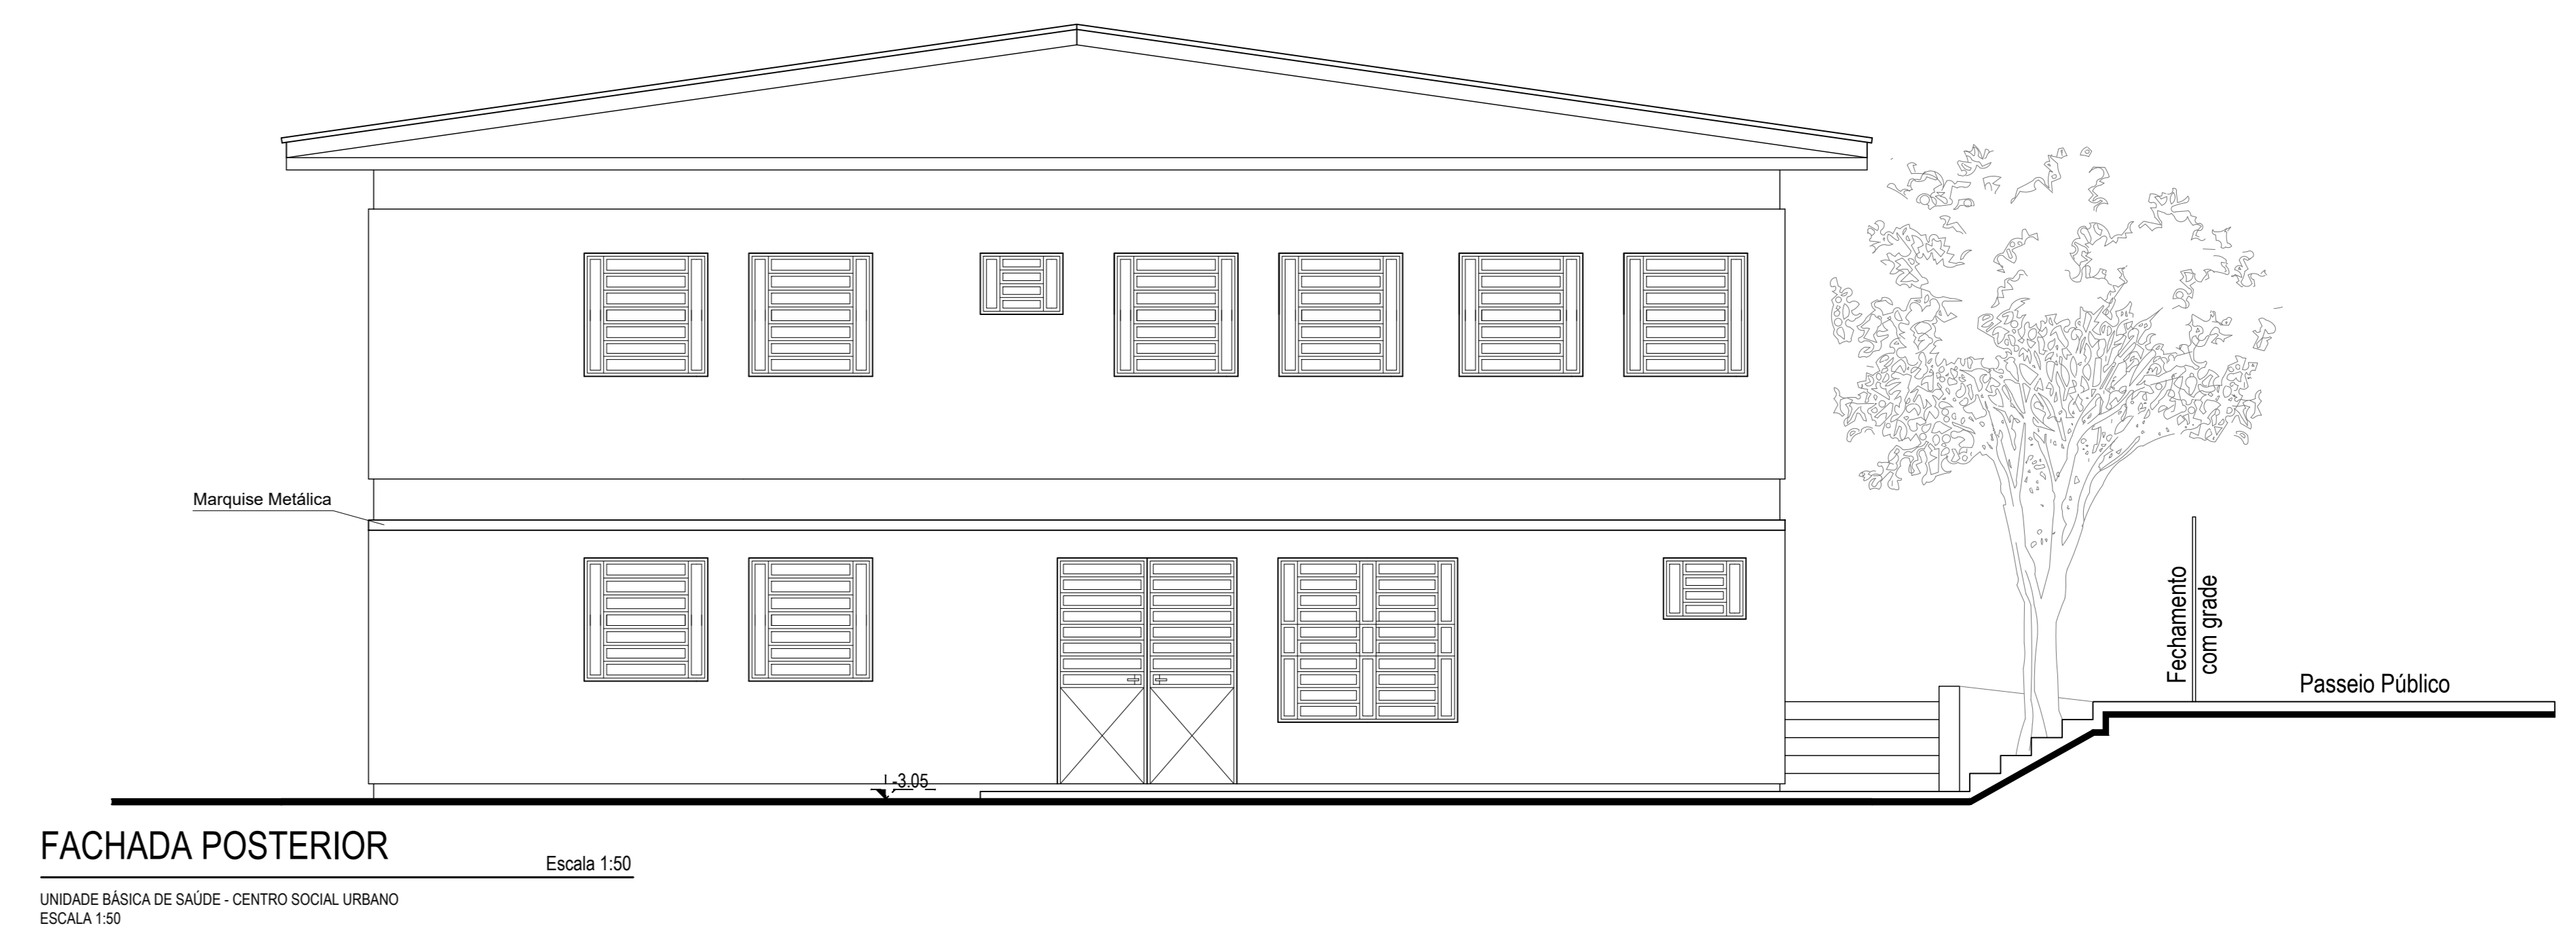 Marquise Metálica
Fechamento
com grade
Passeio Público
-3.05
FACHADA POSTERIOR
Escala 1:50
UNIDADE BÁSICA DE SAÚDE - CENTRO SOCIAL URBANO
ESCALA 1:50